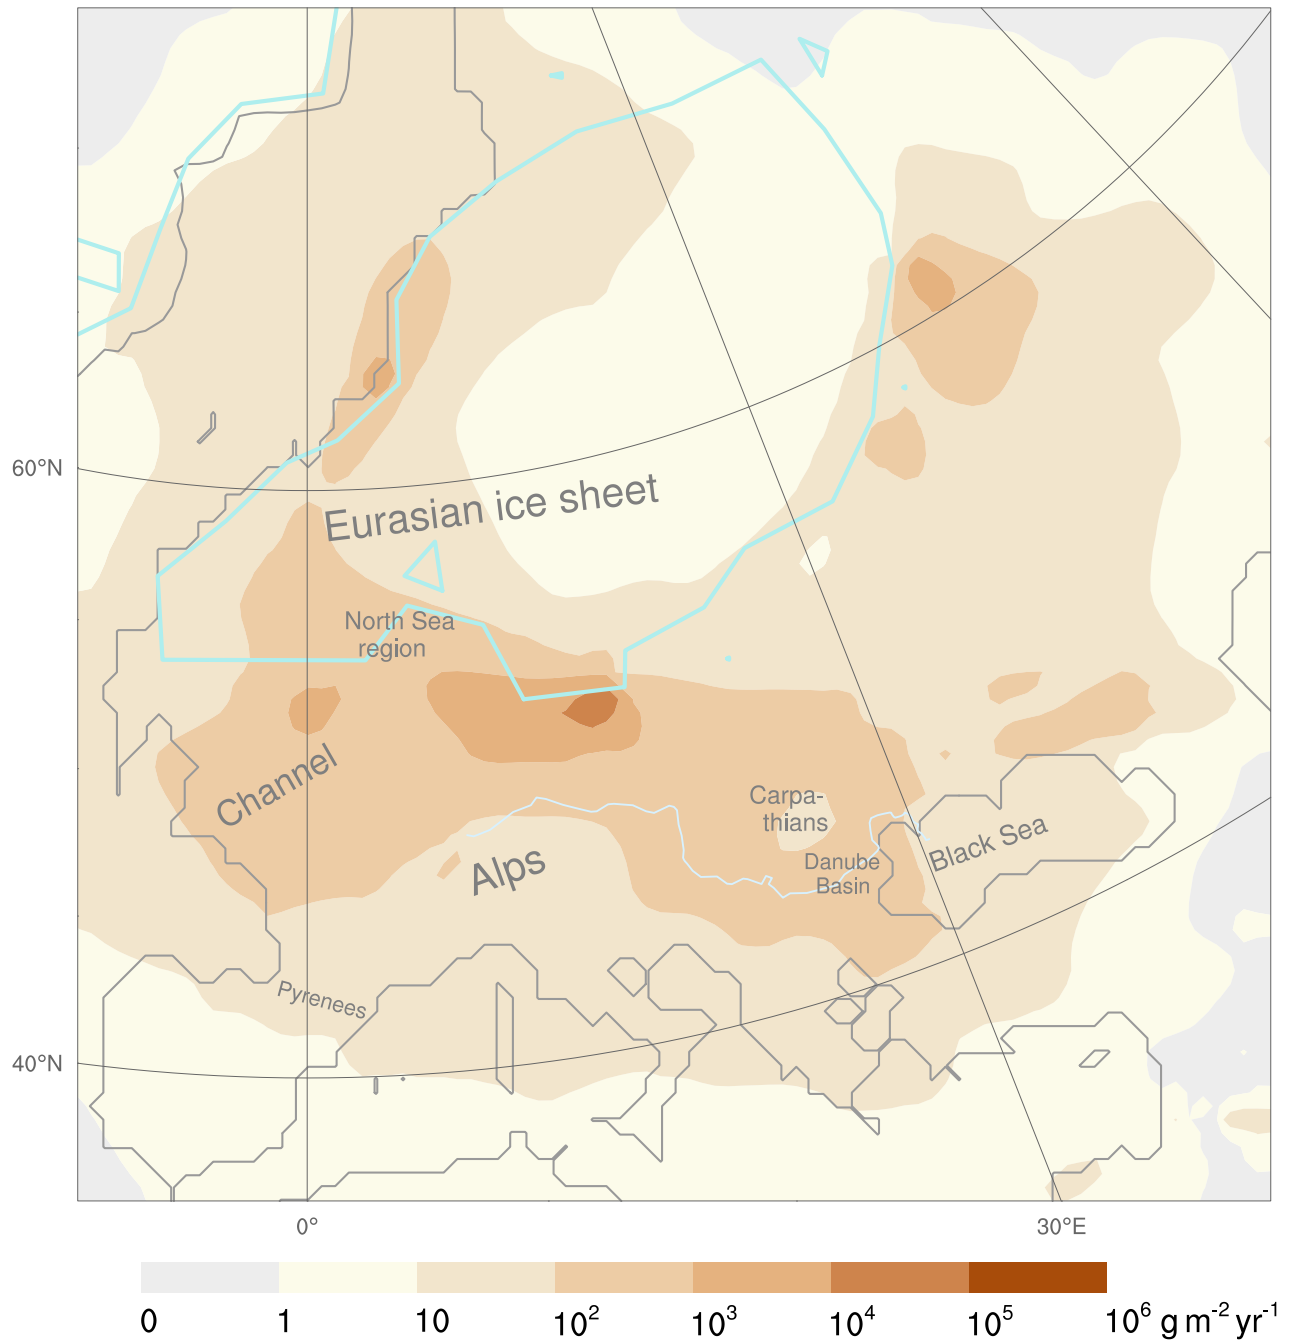 60°N
Eurasian ice sheet
North Sea
region
Channel
Carpa-
thians
Black Sea
Danube
Basin
Alps
Pyrenees
40°N
0° 30°E
0 1 10 10² 10³ 10⁴ 10⁵ 10⁶ g m⁻² yr⁻¹